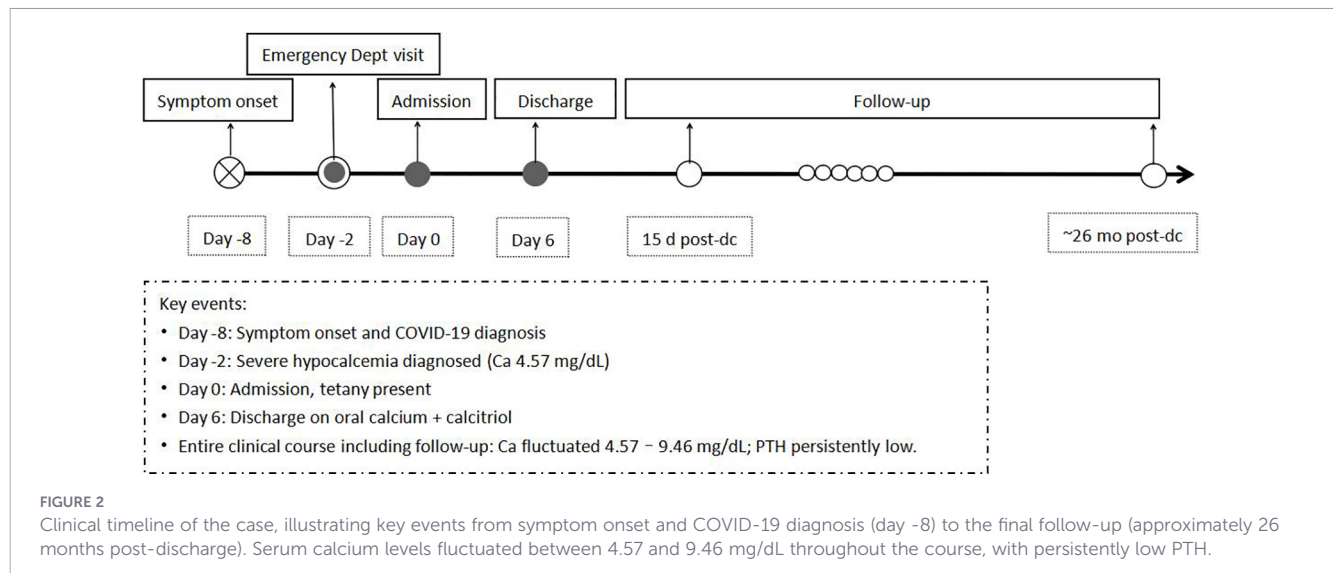 Emergency Dept visit
Symptom onset
Admission
Discharge
Follow-up
Day -8
Day -2
Day 0
Day 6
15 d post-dc
~26 mo post-dc
Key events:
• Day -8: Symptom onset and COVID-19 diagnosis
• Day -2: Severe hypocalcemia diagnosed (Ca 4.57 mg/dL)
• Day 0: Admission, tetany present
• Day 6: Discharge on oral calcium + calcitriol
• Entire clinical course including follow-up: Ca fluctuated 4.57 – 9.46 mg/dL; PTH persistently low.
FIGURE 2
Clinical timeline of the case, illustrating key events from symptom onset and COVID-19 diagnosis (day -8) to the final follow-up (approximately 26
months post-discharge). Serum calcium levels fluctuated between 4.57 and 9.46 mg/dL throughout the course, with persistently low PTH.